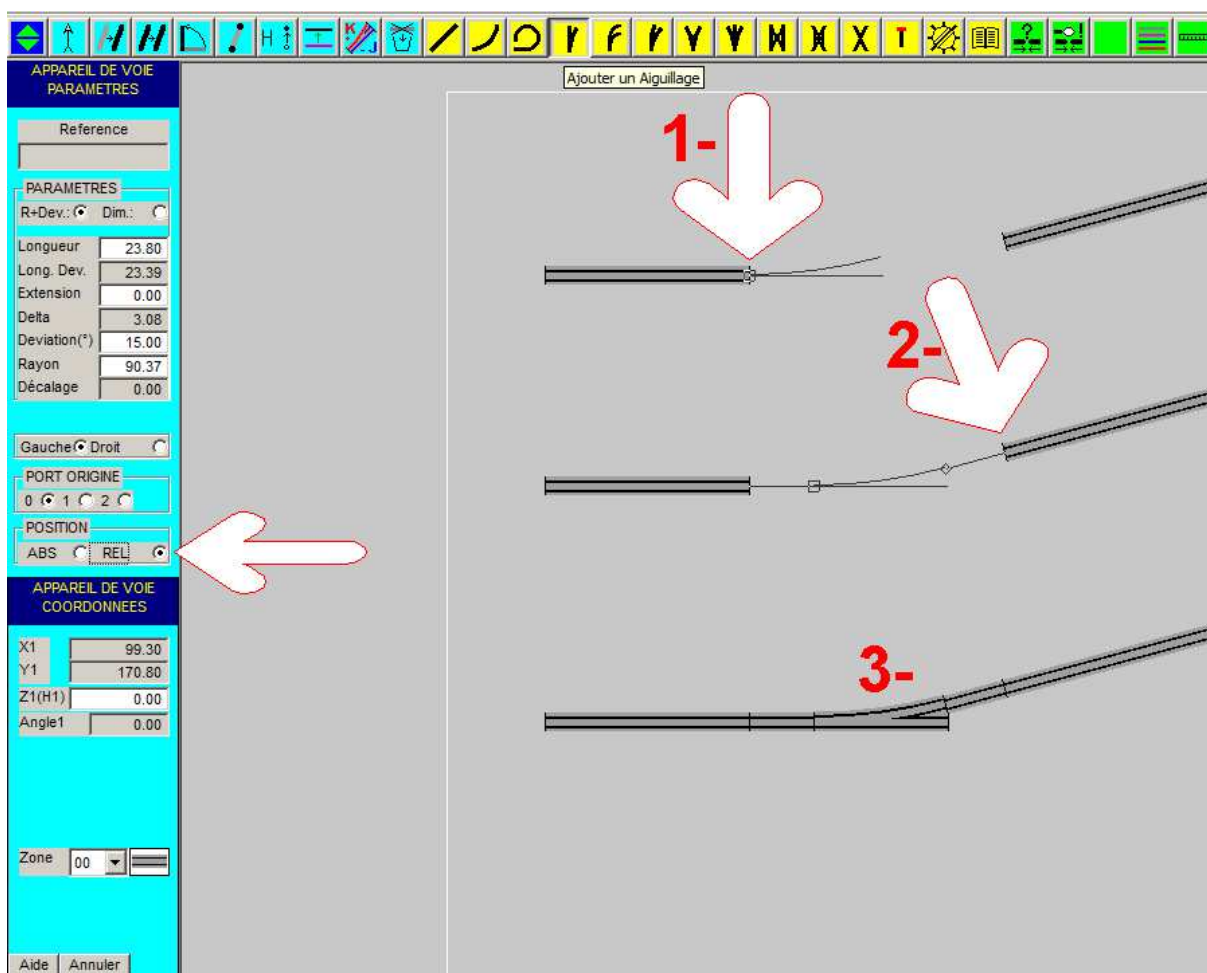 H
K
J
T
?
!
APPAREIL DE VOIE
PARAMETRES
Ajouter un Aiguillage
Reference
PARAMETRES
R+Dev.: Dim.:
Longueur 23.80
Long. Dev. 23.39
Extension 0.00
Delta 3.08
Deviation(°) 15.00
Rayon 90.37
Décalage 0.00
Gauche Droit
PORT ORIGINE
0 1 2
POSITION
ABS REL
APPAREIL DE VOIE
COORDONNEES
X1 99.30
Y1 170.80
Z1(H1) 0.00
Angle1 0.00
Zone 00
Aide Annuler
1-
2-
3-